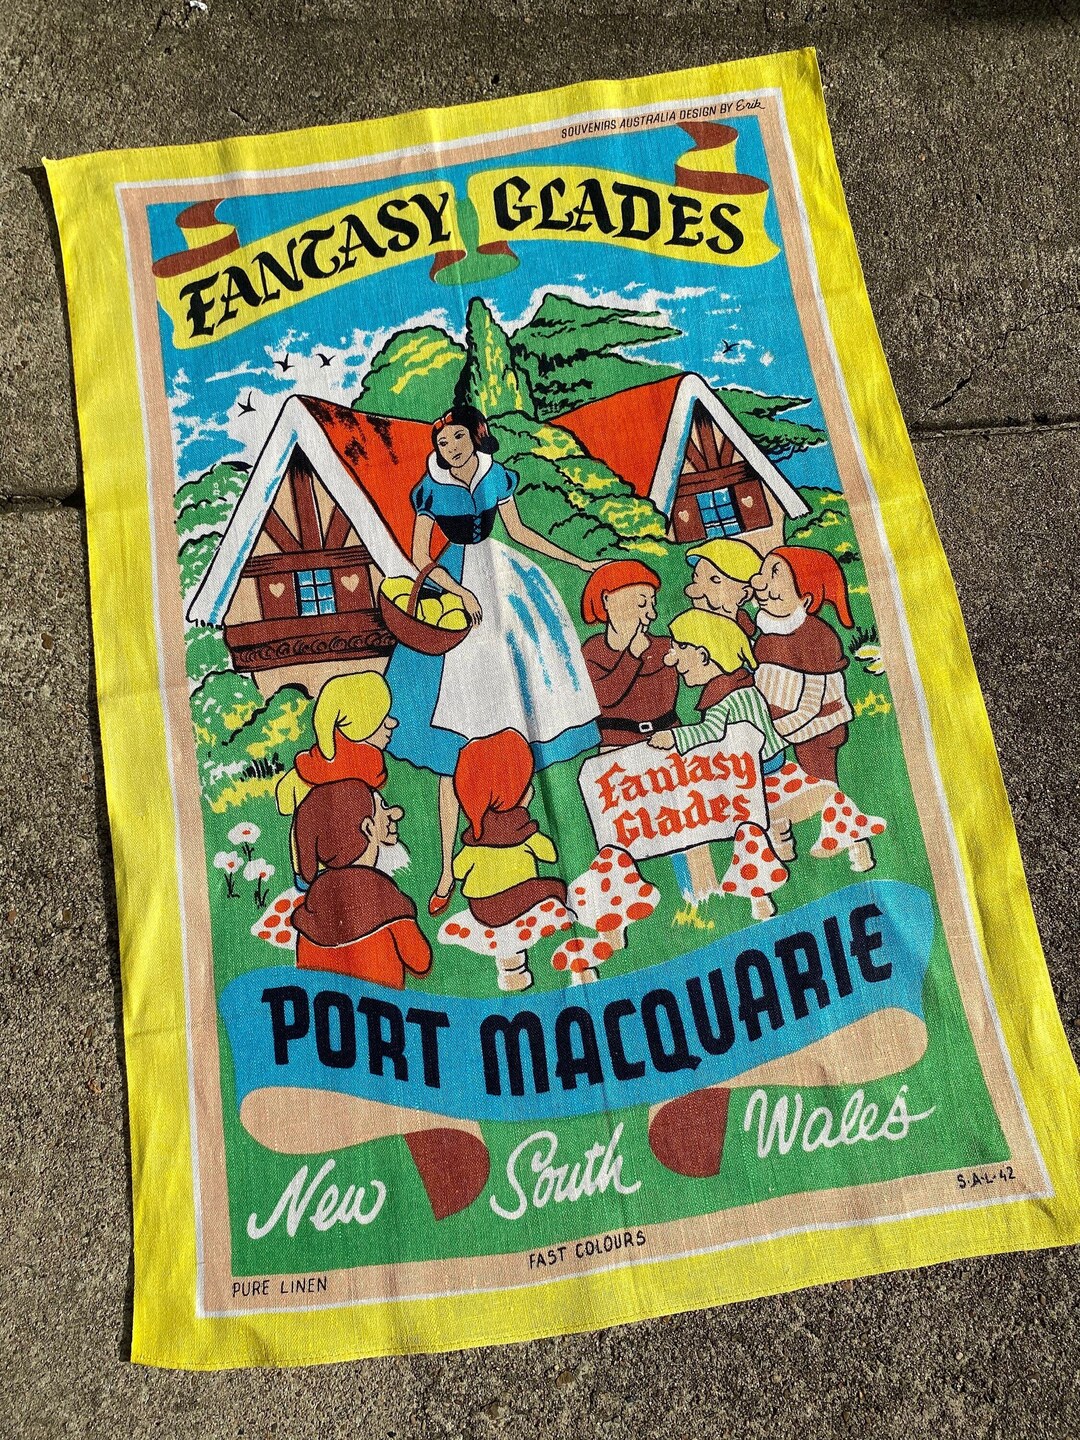 SOUVENIRS AUSTRALIA DESIGN BY Erik
FANTASY GLADES
Fantasy
Glades
PORT MACQUARIE
New South Wales
S·A·L·42
FAST COLOURS
PURE LINEN